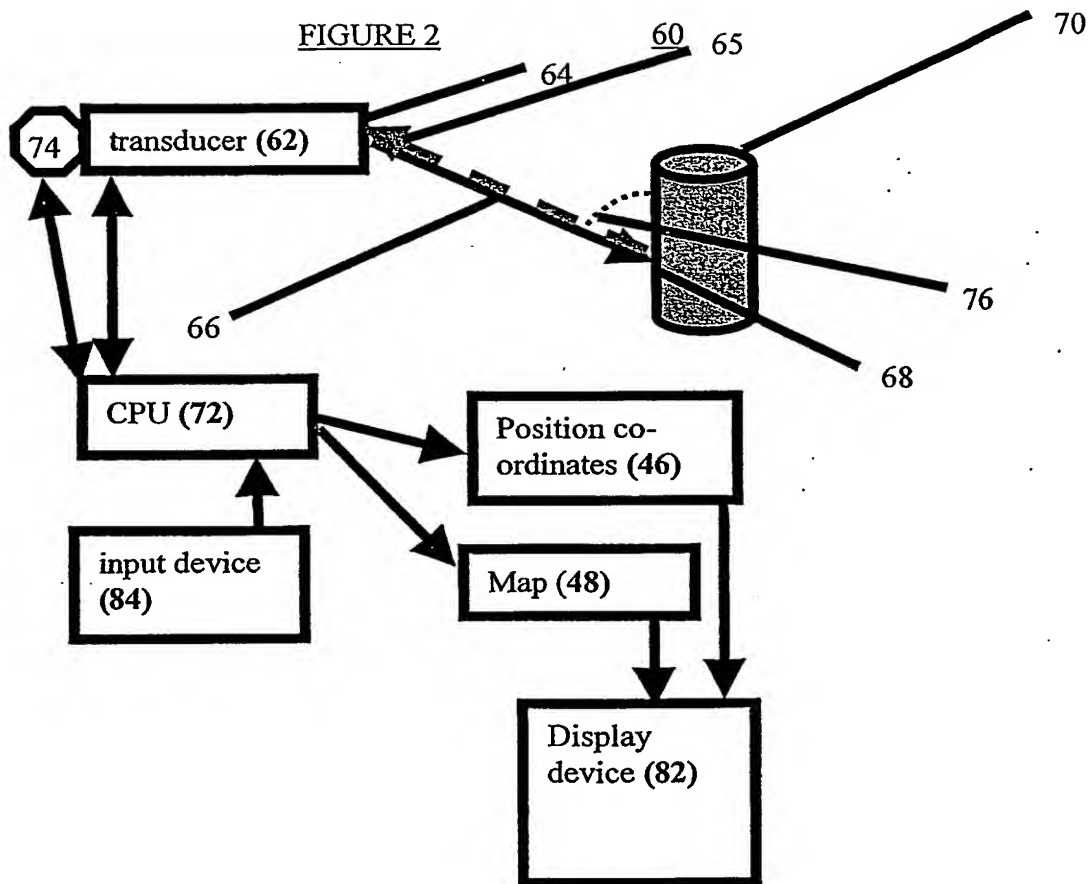 FIGURE 2
60
65
70
64
74
transducer (62)
66
76
68
CPU (72)
Position co-
ordinates (46)
input device
(84)
Map (48)
Display
device (82)